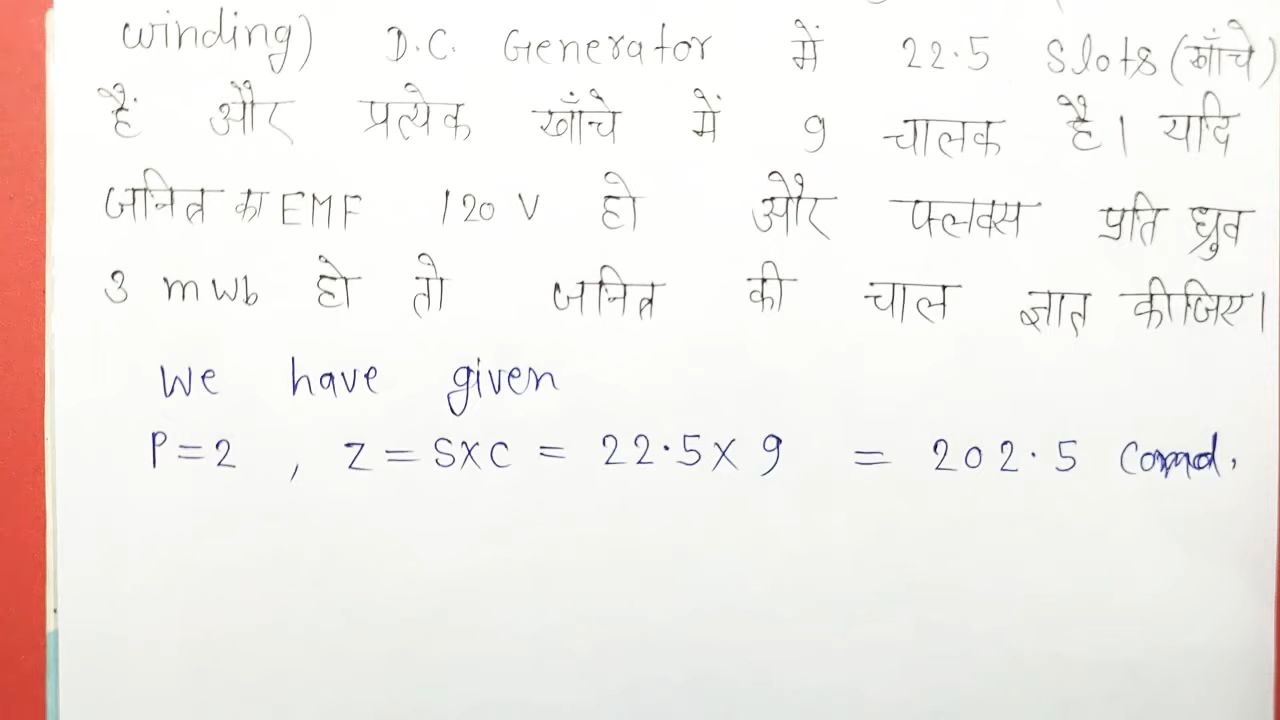 winding) D.C. Generator में 22.5 Slots (खाँचे)
हैं और प्रत्येक खाँचे में 9 चालक है। यदि
जनित्र का EMF 120 V हो और फ्लक्स प्रति ध्रुव
3 mwb हो तो जनित्र की चाल ज्ञात कीजिए।
We have given
P=2 , Z = S×C = 22.5 × 9 = 202.5